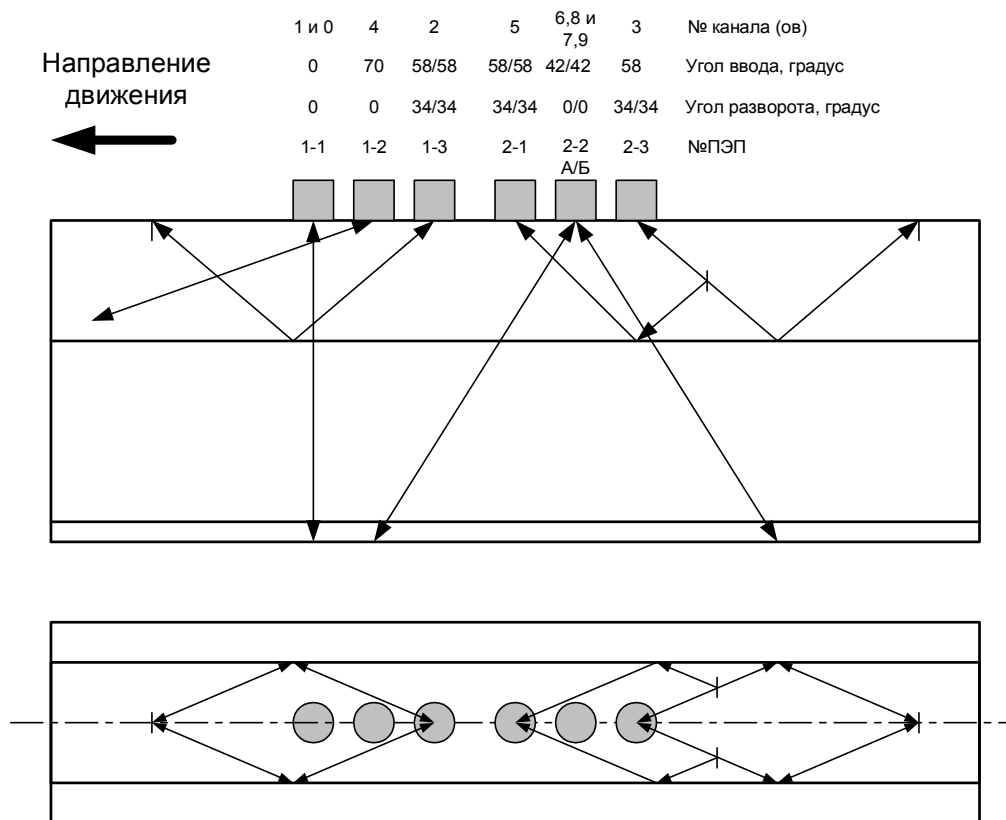 1 и 0 4 2 5 6,8 и 7,9 3 № канала (ов)
Направление движения
0 70 58/58 58/58 42/42 58 Угол ввода, градус
0 0 34/34 34/34 0/0 34/34 Угол разворота, градус
1-1 1-2 1-3 2-1 2-2 А/Б 2-3 №ПЭП